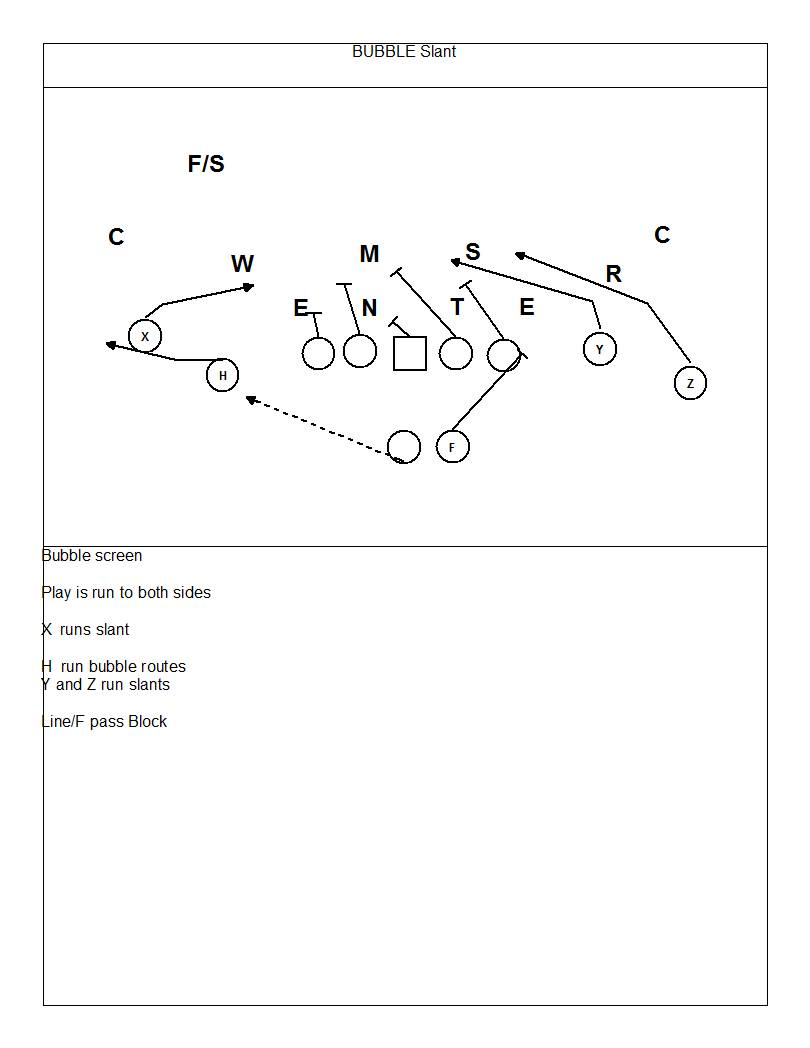 BUBBLE Slant
F/S
C C
W M S R
E N T E
X H Y Z
F
Bubble screen
Play is run to both sides
X  runs slant
H  run bubble routes
Y and Z run slants
Line/F pass Block